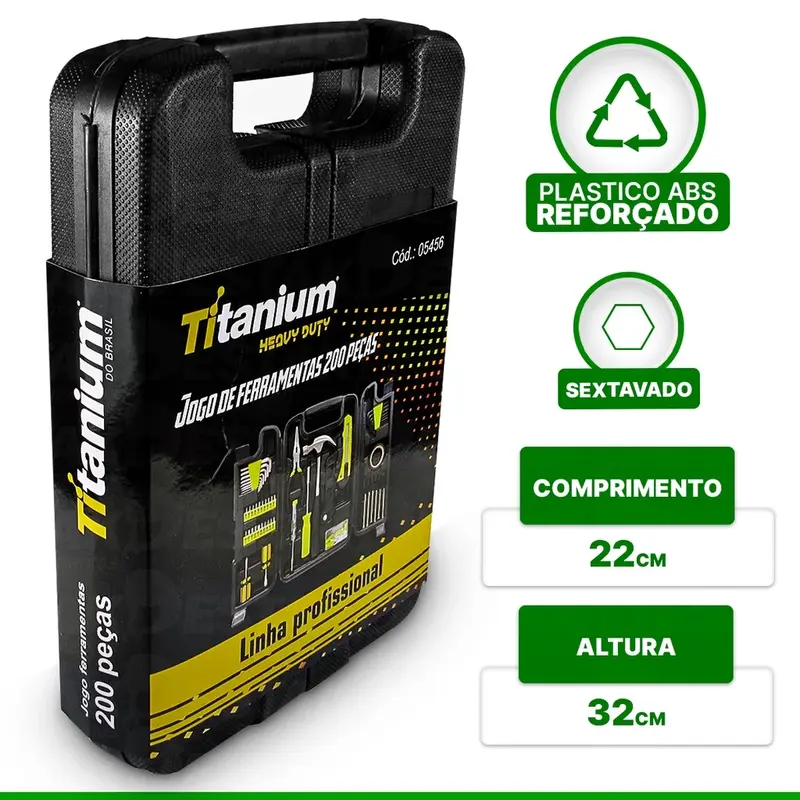 Cód.: 05456
Titanium
HEAVY DUTY
JOGO DE FERRAMENTAS 200 PEÇAS
Linha profissional
Titanium
DO BRASIL
Jogo ferramentas
200 peças
PLASTICO ABS
REFORÇADO
SEXTAVADO
COMPRIMENTO
22CM
ALTURA
32CM